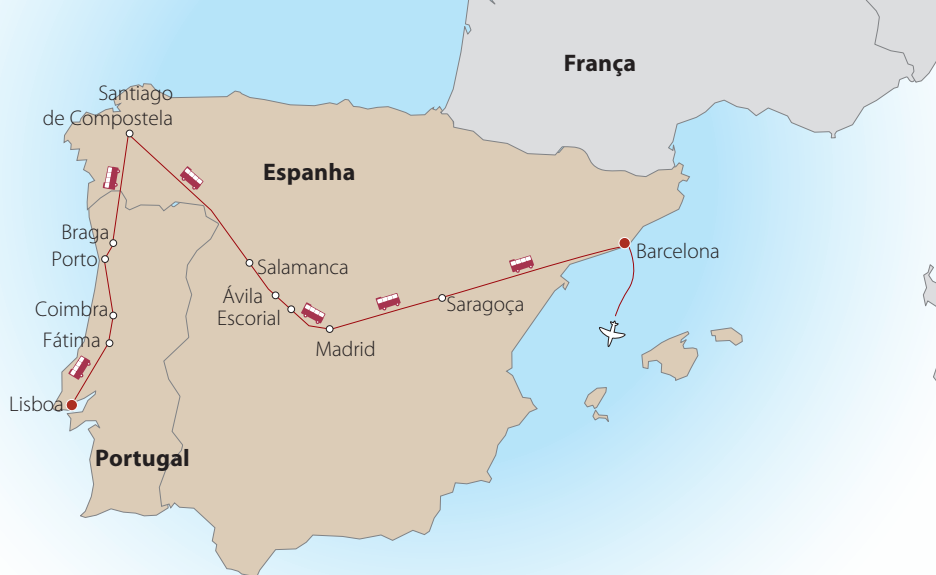 França
Santiago
de Compostela
Espanha
Braga
Porto
Barcelona
Salamanca
Ávila
Saragoça
Coimbra
Escorial
Fátima
Madrid
Lisboa
Portugal